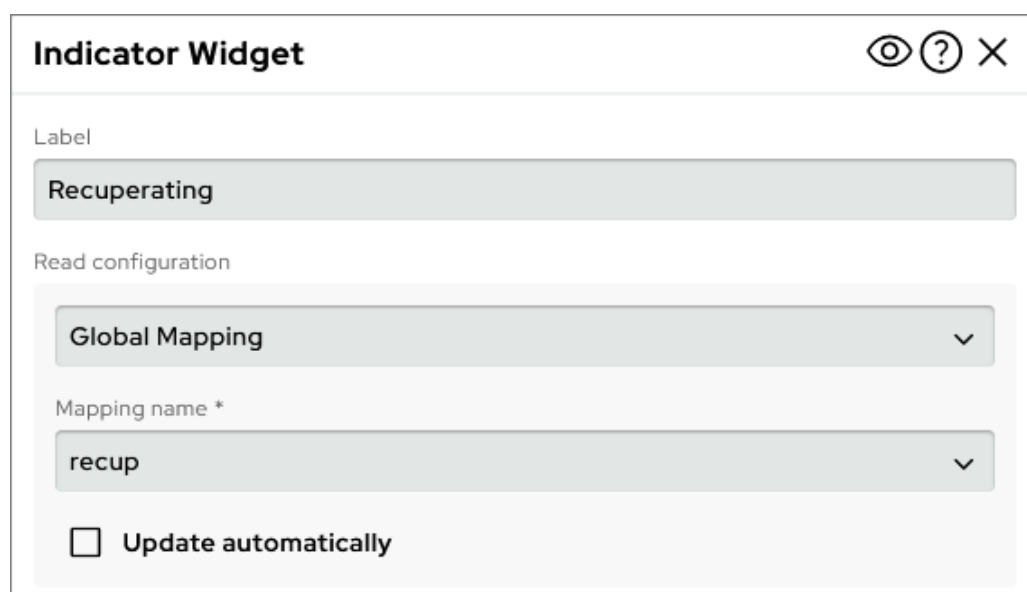 Indicator Widget
Label
Recuperating
Read configuration
Global Mapping
Mapping name *
recup
Update automatically